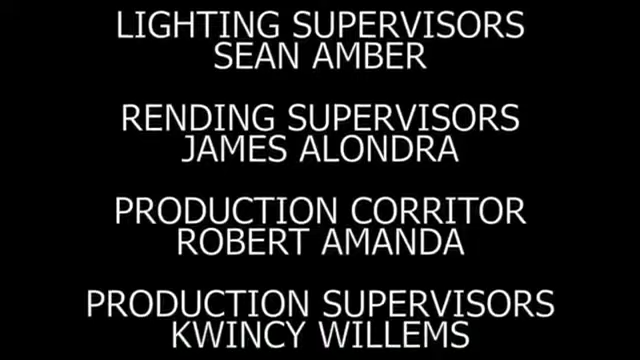 LIGHTING SUPERVISORS
SEAN AMBER
RENDING SUPERVISORS
JAMES ALONDRA
PRODUCTION CORRITOR
ROBERT AMANDA
PRODUCTION SUPERVISORS
KWINCY WILLEMS